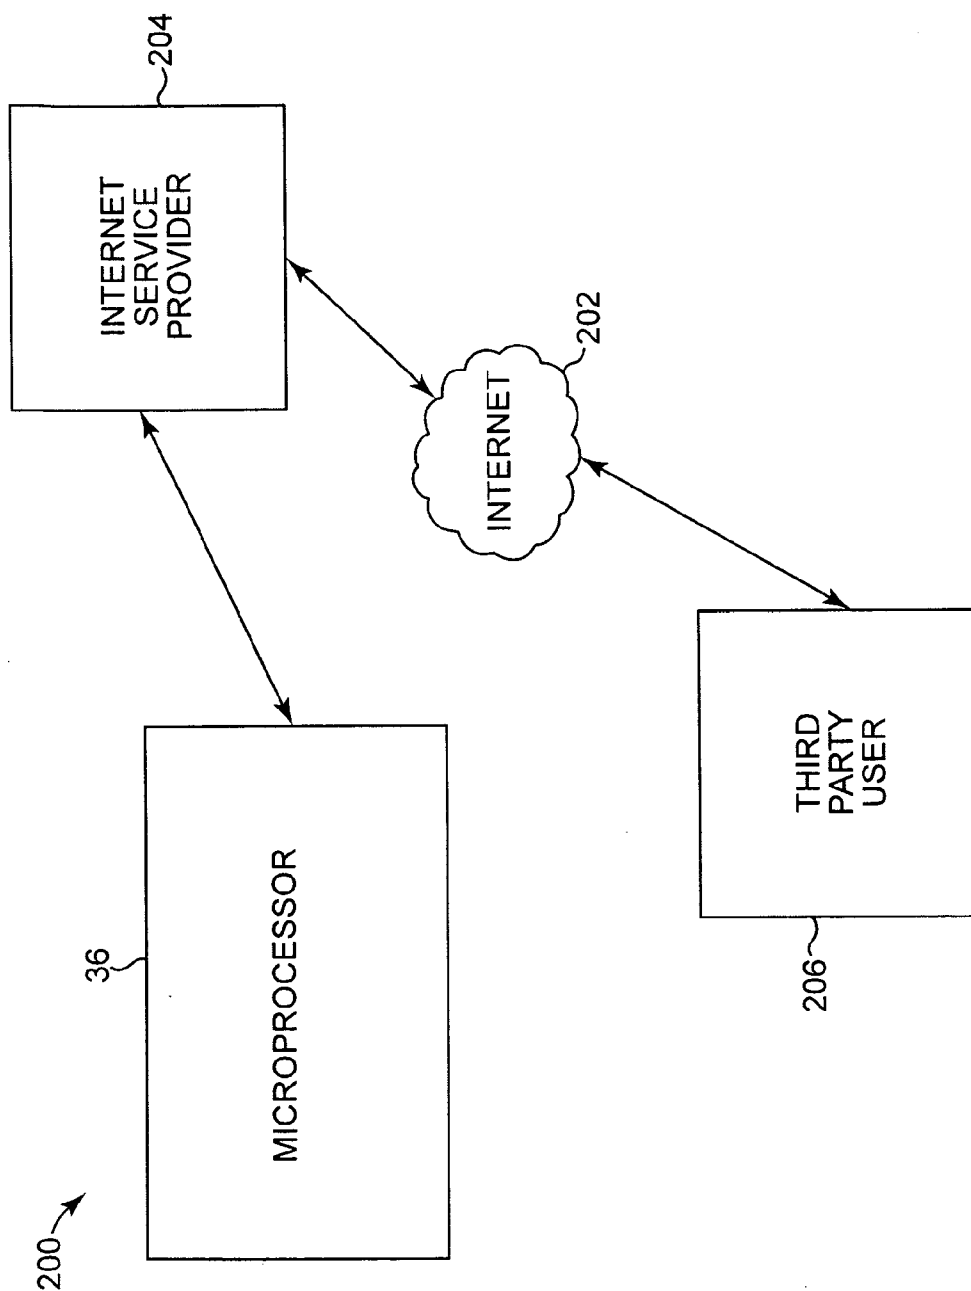 200
36
MICROPROCESSOR
INTERNET
SERVICE
PROVIDER
204
INTERNET
202
THIRD
PARTY
USER
206